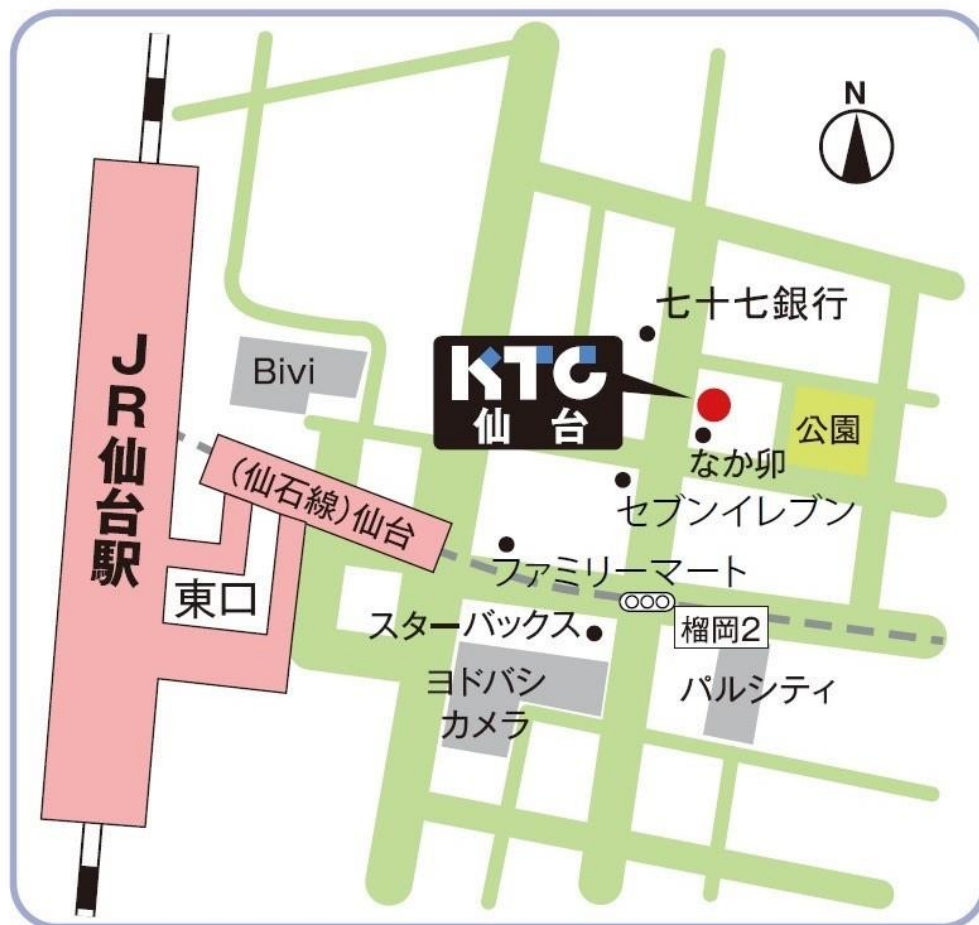 N
七十七銀行
KTC
仙台
Bivi
公園
なか卯
セブンイレブン
JR仙台駅
(仙石線)仙台
ファミリーマート
東口
スターバックス
榴岡2
ヨドバシ
カメラ
パルシティ